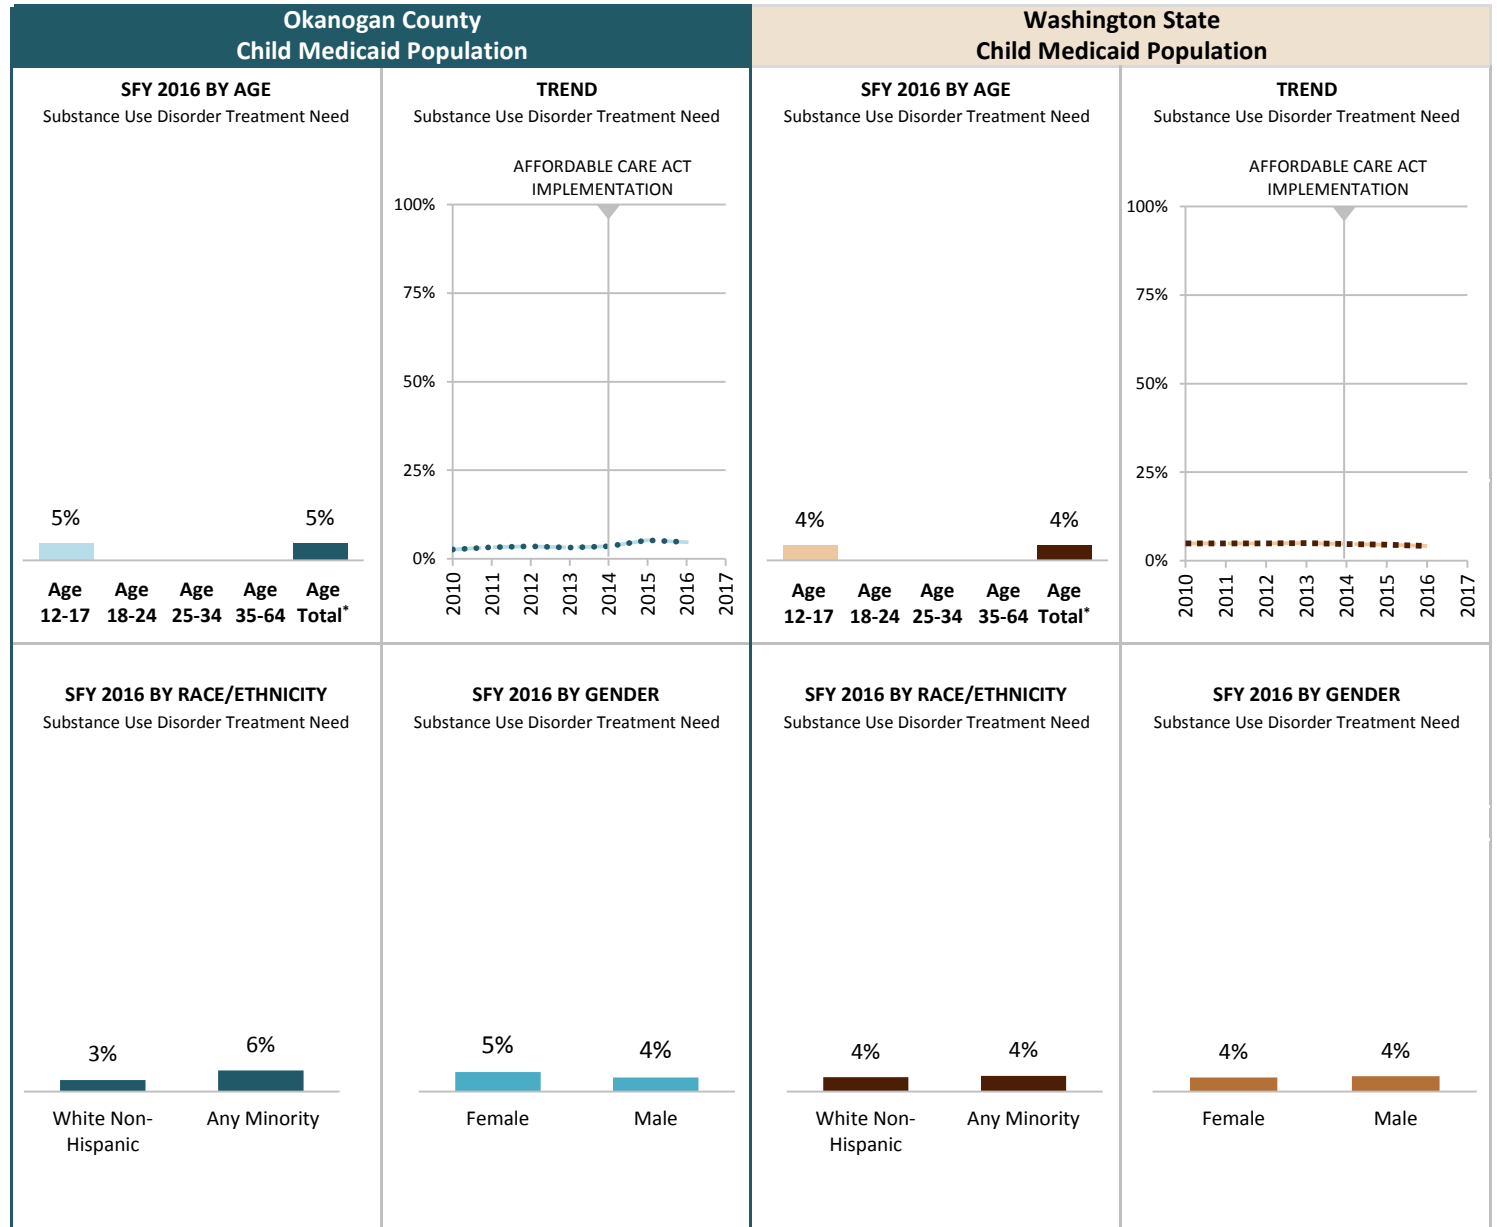 Okanogan County
Child Medicaid Population
Washington State
Child Medicaid Population
SFY 2016 BY AGE
Substance Use Disorder Treatment Need
5%
5%
Age Age Age Age Age
12-17 18-24 25-34 35-64 Total*
TREND
Substance Use Disorder Treatment Need
AFFORDABLE CARE ACT
IMPLEMENTATION
100%
75%
50%
25%
0%
2010
2011
2012
2013
2014
2015
2016
2017
SFY 2016 BY AGE
Substance Use Disorder Treatment Need
4%
4%
Age Age Age Age Age
12-17 18-24 25-34 35-64 Total*
TREND
Substance Use Disorder Treatment Need
AFFORDABLE CARE ACT
IMPLEMENTATION
100%
75%
50%
25%
0%
2010
2011
2012
2013
2014
2015
2016
2017
SFY 2016 BY RACE/ETHNICITY
Substance Use Disorder Treatment Need
3%
6%
White Non-
Hispanic
Any Minority
SFY 2016 BY GENDER
Substance Use Disorder Treatment Need
5%
4%
Female
Male
SFY 2016 BY RACE/ETHNICITY
Substance Use Disorder Treatment Need
4%
4%
White Non-
Hispanic
Any Minority
SFY 2016 BY GENDER
Substance Use Disorder Treatment Need
4%
4%
Female
Male